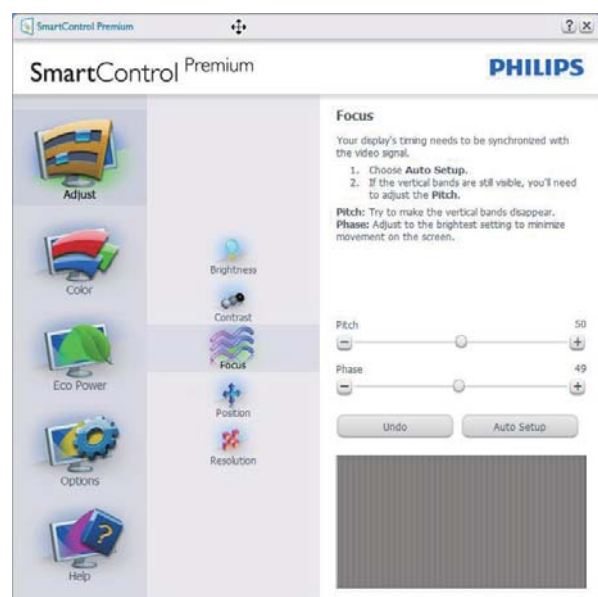 SmartControl Premium
? x
SmartControl Premium
PHILIPS
Adjust
Color
Eco Power
Options
Help
Brightness
Contrast
Focus
Position
Resolution
Focus
Your display's timing needs to be synchronized with
the video signal.
1. Choose Auto Setup.
2. If the vertical bands are still visible, you'll need
to adjust the Pitch.
Pitch: Try to make the vertical bands disappear.
Phase: Adjust to the brightest setting to minimize
movement on the screen.
Pitch 50
Phase 49
Undo Auto Setup